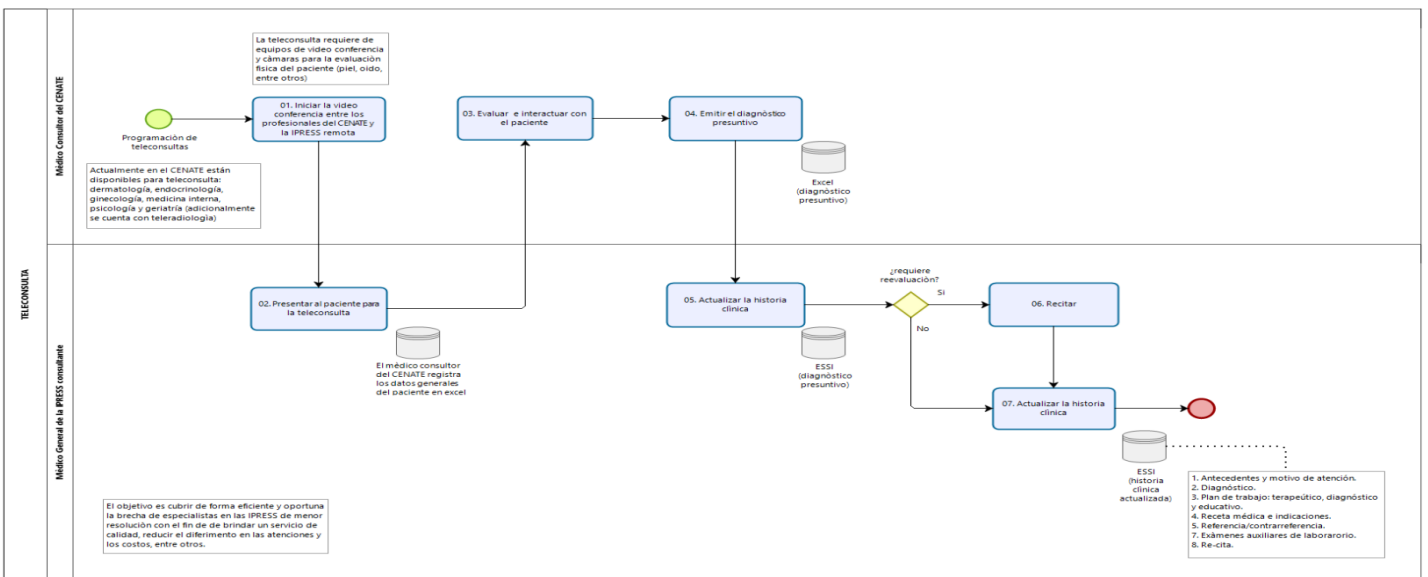 TELECONSULTA
Médico Consultor del CENATE
La teleconsulta requiere de
equipos de video conferencia
y cámaras para la evaluación
fisica del paciente (piel, oido,
entre otros)
Programación de
teleconsultas
01. Iniciar la video
conferencia entre los
profesionales del CENATE y
la IPRESS remota
03. Evaluar e interactuar con
el paciente
04. Emitir el diagnóstico
presuntivo
Excel
(diagnóstico
presuntivo)
Actualmente en el CENATE están
disponibles para teleconsulta:
dermatología, endocrinología,
ginecología, medicina interna,
psicología y geriatría (adicionalmente
se cuenta con teleradiología)
Médico General de la IPRESS consultante
02. Presentar al paciente para
la teleconsulta
El médico consultor
del CENATE registra
los datos generales
del paciente en excel
05. Actualizar la historia
clínica
ESSI
(diagnóstico
presuntivo)
¿requiere
reevaluación?
Si
No
06. Recitar
07. Actualizar la historia
clìnica
ESSI
(historia
clìnica
actualizada)
1. Antecedentes y motivo de atención.
2. Diagnóstico.
3. Plan de trabajo: terapeútico, diagnóstico
y educativo.
4. Receta médica e indicaciones.
5. Referencia/contrarreferencia.
7. Exàmenes auxiliares de laborarorio.
8. Re-cita.
El objetivo es cubrir de forma eficiente y oportuna
la brecha de especialistas en las IPRESS de menor
resolución con el fin de de brindar un servicio de
calidad, reducir el diferimento en las atenciones y
los costos, entre otros.